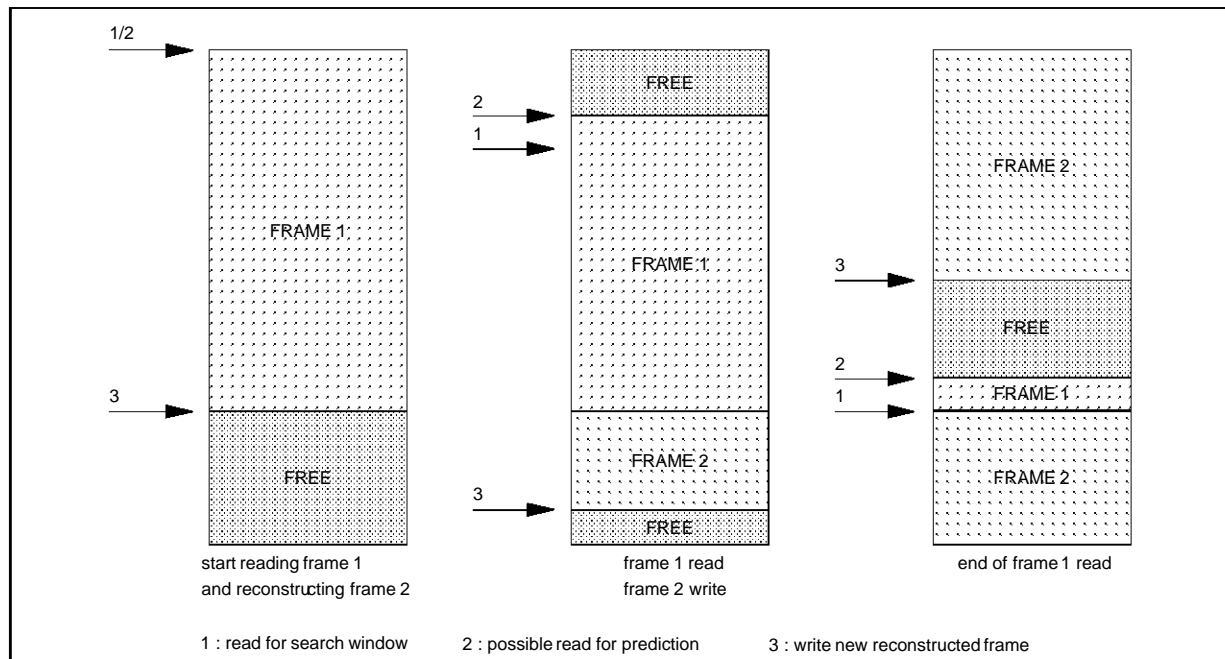 1/2
FRAME 1
3
FREE
start reading frame 1
and reconstructing frame 2
FREE
2
1
FRAME 1
FRAME 2
3
FREE
frame 1 read
frame 2 write
FRAME 2
3
FREE
2
FRAME 1
1
FRAME 2
end of frame 1 read
1 : read for search window 2 : possible read for prediction 3 : write new reconstructed frame